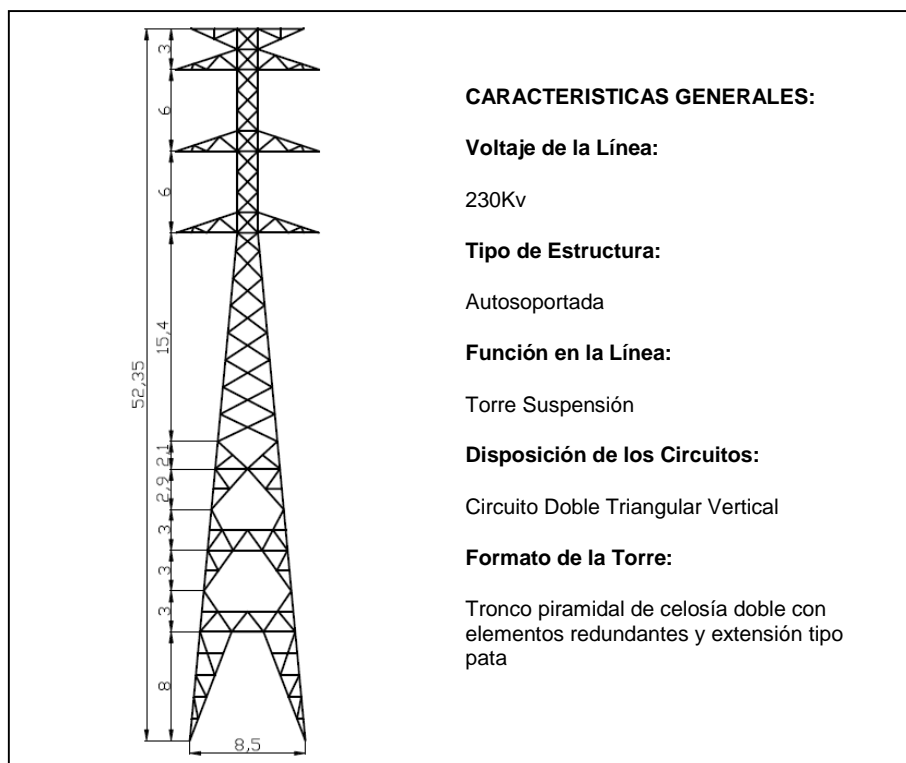 CARACTERISTICAS GENERALES:
Voltaje de la Línea:
230Kv
Tipo de Estructura:
Autosoportada
Función en la Línea:
Torre Suspensión
Disposición de los Circuitos:
Circuito Doble Triangular Vertical
Formato de la Torre:
Tronco piramidal de celosía doble con
elementos redundantes y extensión tipo
pata
3
6
6
15,4
52,35
2,1
2,9
3
3
3
8
8,5